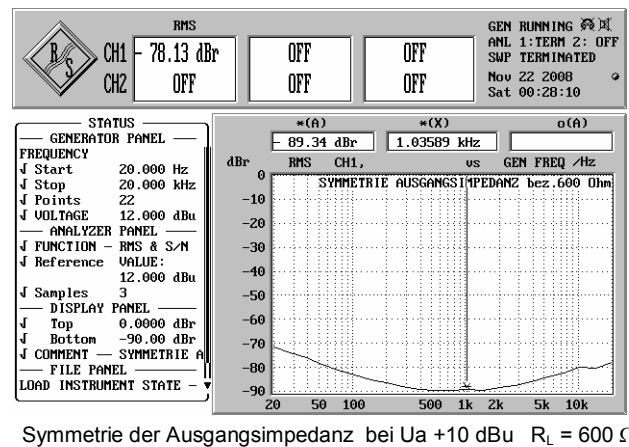 RMS
GEN RUNNING
R S
CH1 - 78.13 dBr OFF OFF
ANL 1:TERM 2: OFF
SWP TERMINATED
CH2 OFF OFF OFF
Nov 22 2008
Sat 00:28:10
STATUS
GENERATOR PANEL
FREQUENCY
Start 20.000 Hz
Stop 20.000 kHz
Points 22
VOLTAGE 12.000 dBu
ANALYZER PANEL
FUNCTION - RMS & S/N
Reference VALUE:
12.000 dBu
Samples 3
DISPLAY PANEL
Top 0.0000 dBr
Bottom -90.00 dBr
COMMENT — SYMMETRIE A
FILE PANEL
LOAD INSTRUMENT STATE -
*(A) *(X) o(A)
- 89.34 dBr 1.03589 kHz
dBr RMS CH1, vs GEN FREQ /Hz
SYMMETRIE AUSGANGSIMPEDANZ bez.600 Ohm
0
-10
-20
-30
-40
-50
-60
-70
-80
-90
20 50 100 500 1k 2k 5k 10k
Symmetrie der Ausgangsimpedanz bei Ua +10 dBu RL = 600